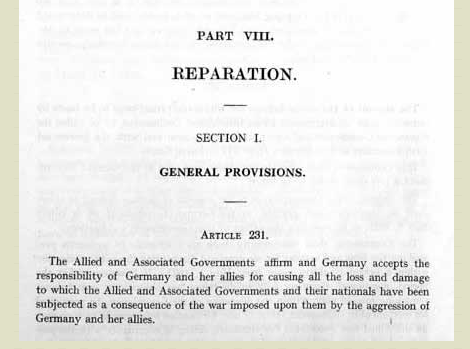 PART VIII.
REPARATION.
SECTION I.
GENERAL PROVISIONS.
ARTICLE 231.
The Allied and Associated Governments affirm and Germany accepts the
responsibility of Germany and her allies for causing all the loss and damage
to which the Allied and Associated Governments and their nationals have been
subjected as a consequence of the war imposed upon them by the aggression of
Germany and her allies.